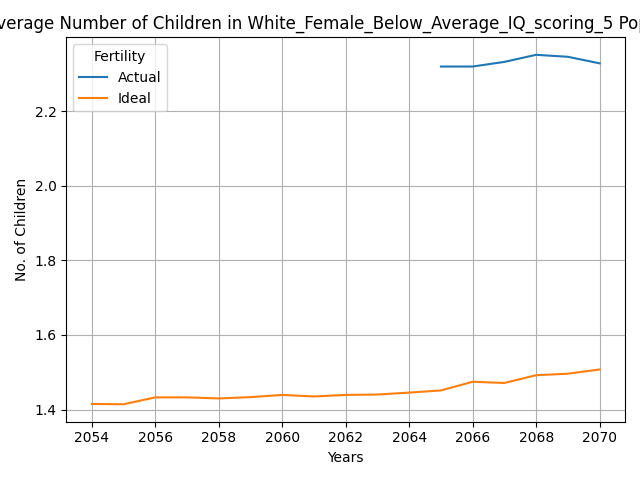 verage Number of Children in White_Female_Below_Average_IQ_scoring_5 Pop
Fertility
Actual
Ideal
No. of Children
2.2
2.0
1.8
1.6
1.4
2054 2056 2058 2060 2062 2064 2066 2068 2070
Years